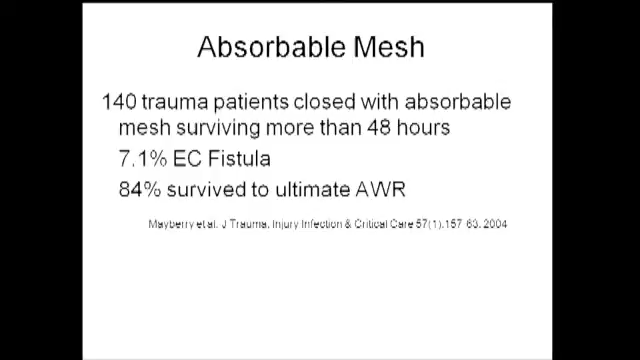 Absorbable Mesh
140 trauma patients closed with absorbable
mesh surviving more than 48 hours
7.1% EC Fistula
84% survived to ultimate AWR
Mayberry et al. J Trauma, Injury Infection & Critical Care 57(1).157-63. 2004